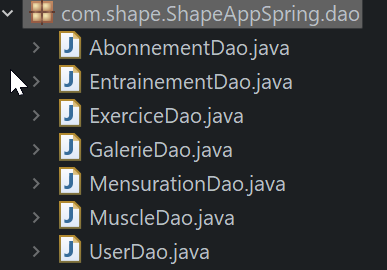 com.shape.ShapeAppSpring.dao
AbonnementDao.java
EntrainementDao.java
ExerciceDao.java
GalerieDao.java
MensurationDao.java
MuscleDao.java
UserDao.java